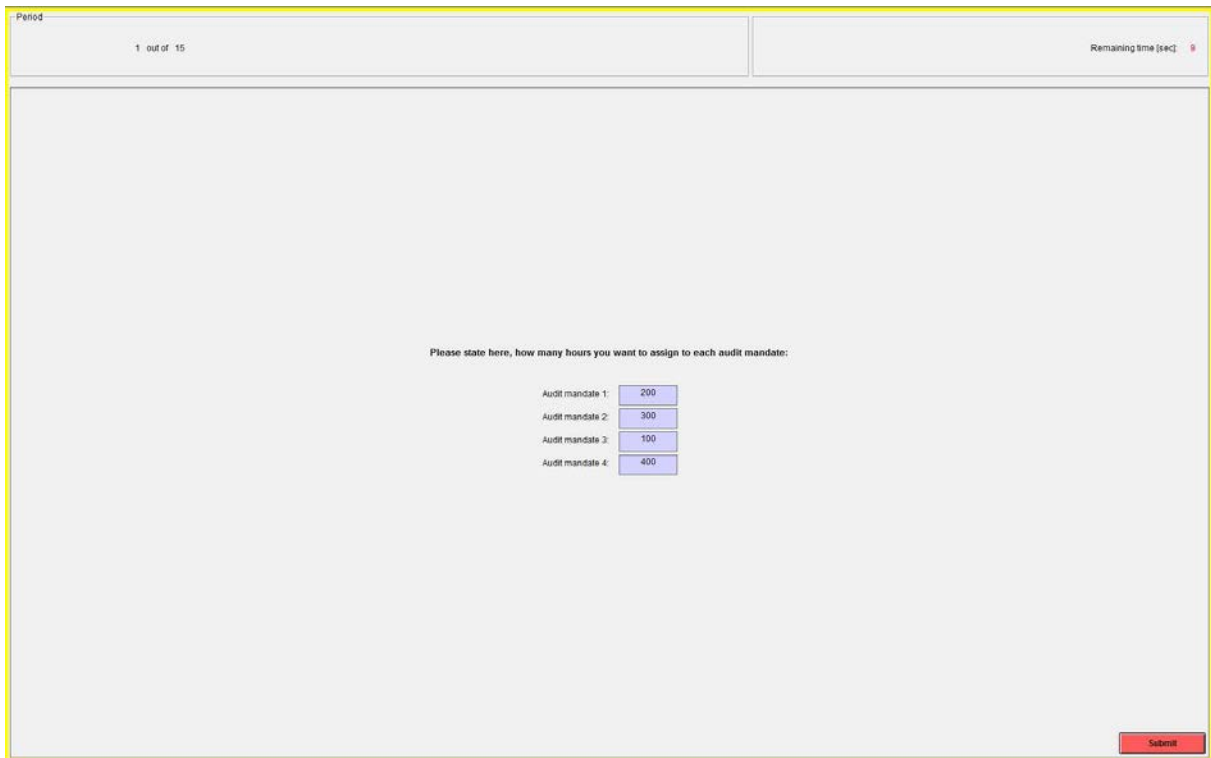 Period
1 out of 15
Remaining time [sec]: 9
Please state here, how many hours you want to assign to each audit mandate:
Audit mandate 1: 200
Audit mandate 2: 300
Audit mandate 3: 100
Audit mandate 4: 400
Submit